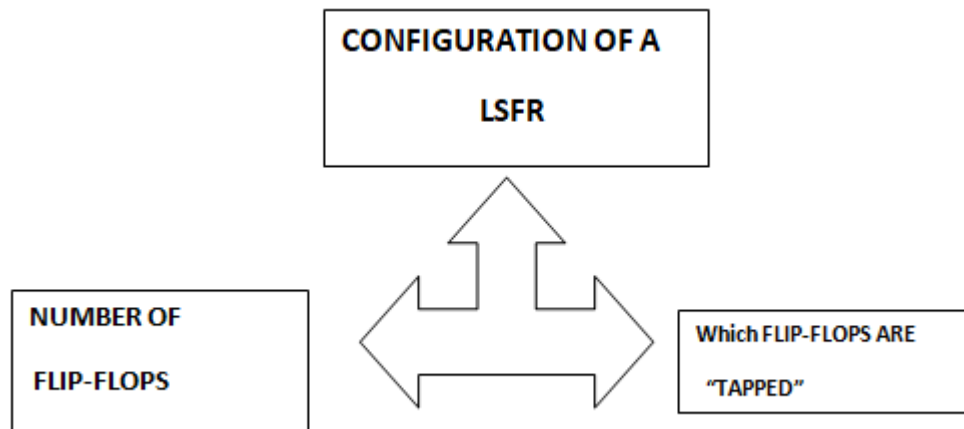 CONFIGURATION OF A
LSFR
NUMBER OF
FLIP-FLOPS
Which FLIP-FLOPS ARE
“TAPPED”